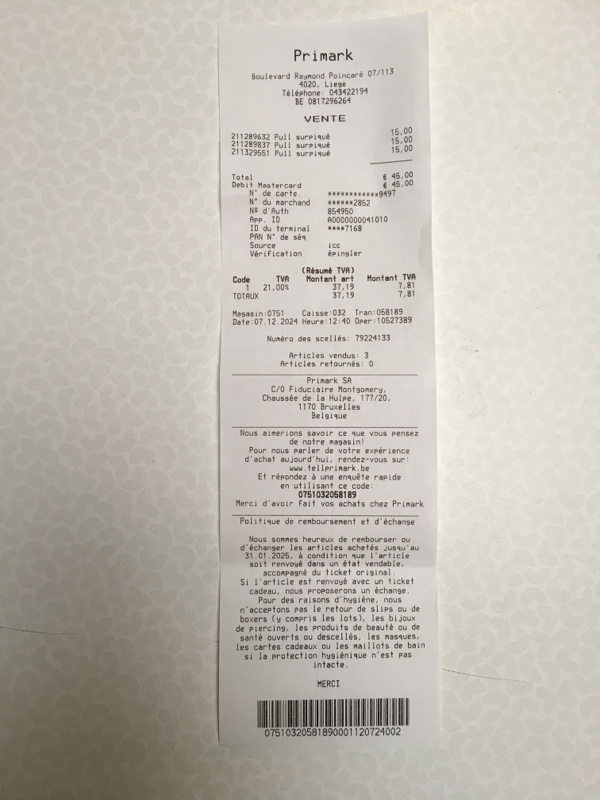 Primark
Boulevard Raymond Poincaré 07/113
4020, Liege
Téléphone: 043422194
BE 0817296264
VENTE
211289632 Pull surpiqué 15,00
211289837 Pull surpiqué 15,00
211329551 Pull surpiqué 15,00
Total € 45,00
Debit Mastercard € 45,00
N° de carte. ************9497
N° du marchand ******2852
Nº d'Auth 854950
App. ID A0000000041010
ID du terminal ****7168
PAN N° de séq
Source icc
Vérification épingler
(Résumé TVA)
Code TVA Montant art Montant TVA
1 21,00% 37,19 7,81
TOTAUX 37,19 7,81
Magasin:0751 Caisse:032 Tran:058189
Date:07.12.2024 Heure:12:40 Oper:10527389
Numéro des scellés: 79224133
Articles vendus: 3
Articles retournés: 0
Primark SA
C/O Fiduciaire Montgomery,
Chaussée de la Hulpe, 177/20,
1170 Bruxelles
Belgique
Nous aimerions savoir ce que vous pensez
de notre magasin!
Pour nous parler de votre expérience
d'achat aujourd'hui, rendez-vous sur:
www.tellprimark.be
Et répondez à une enquête rapide
en utilisant ce code:
0751032058189
Merci d'avoir fait vos achats chez Primark
Politique de remboursement et d'échange
Nous sommes heureux de rembourser ou
d'échanger les articles achetés jusqu'au
31.01.2025, à condition que l'article
soit renvoyé dans un état vendable,
accompagné du ticket original.
Si l'article est renvoyé avec un ticket
cadeau, nous proposerons un échange.
Pour des raisons d'hygiène, nous
n'acceptons pas le retour de slips ou de
boxers (y compris les lots), les bijoux
de piercing, les produits de beauté ou de
santé ouverts ou descellés, les masques,
les cartes cadeaux ou les maillots de bain
si la protection hygiénique n'est pas
intacte.
MERCI
07510320581890001120724002